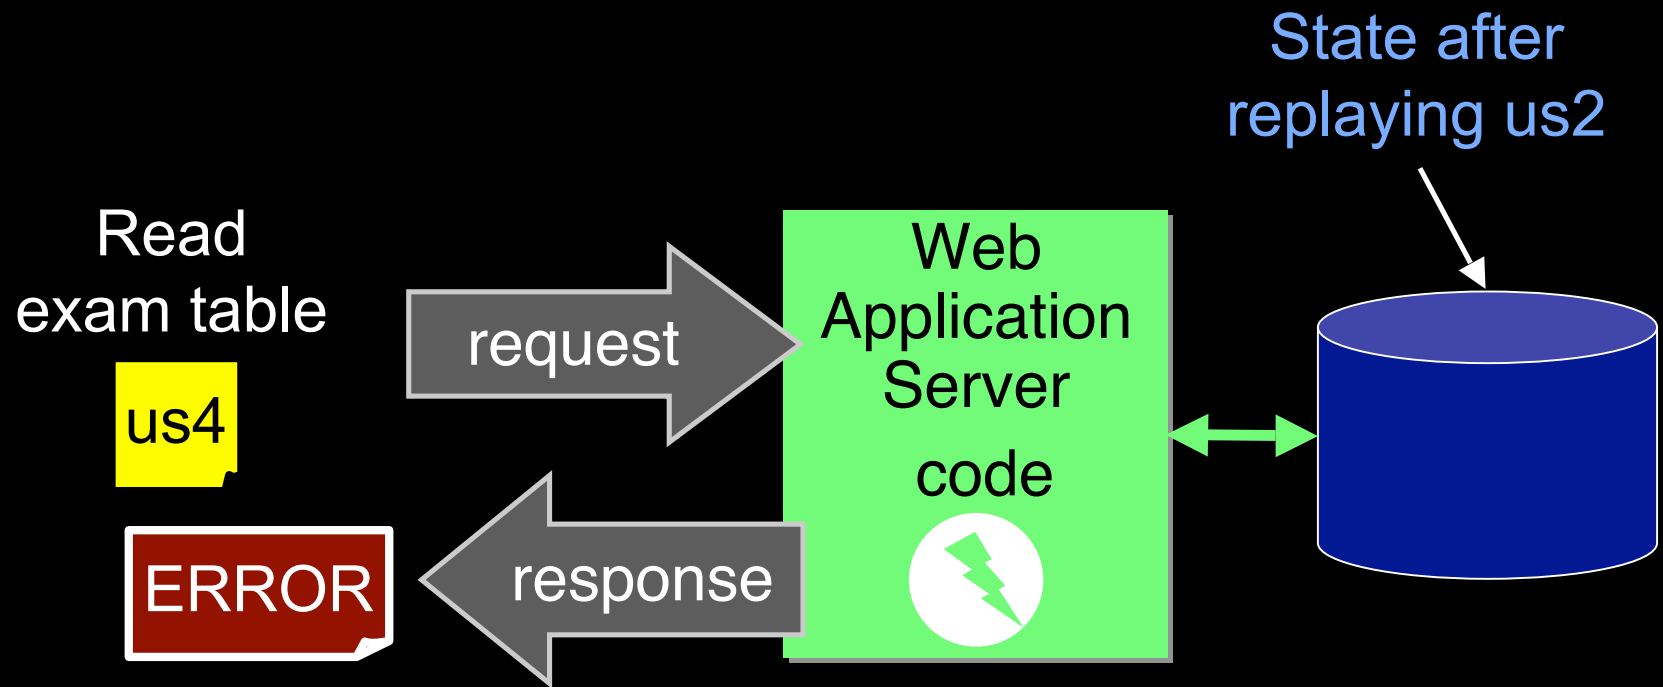 State after
replaying us2
Read
exam table
us4
request
Web
Application
Server
code
ERROR
response